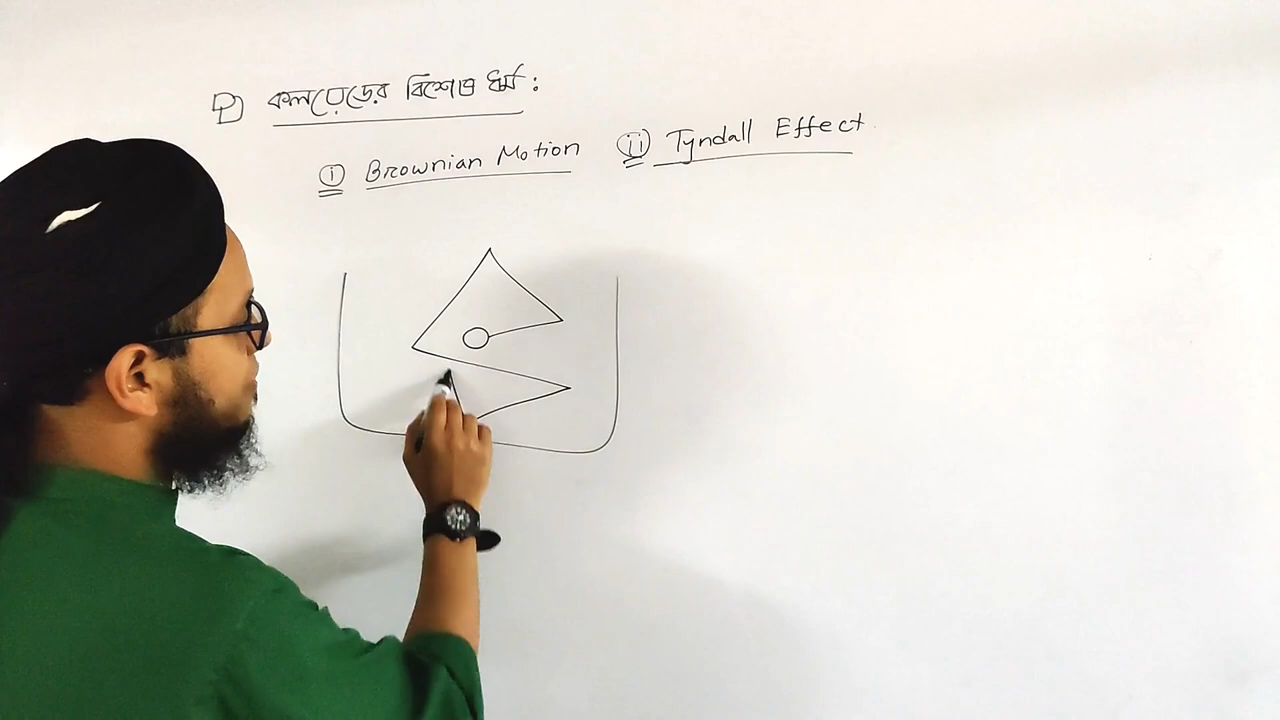 D) কলয়েডের বিশেষ ধর্ম :
i Brownian Motion ii Tyndall Effect